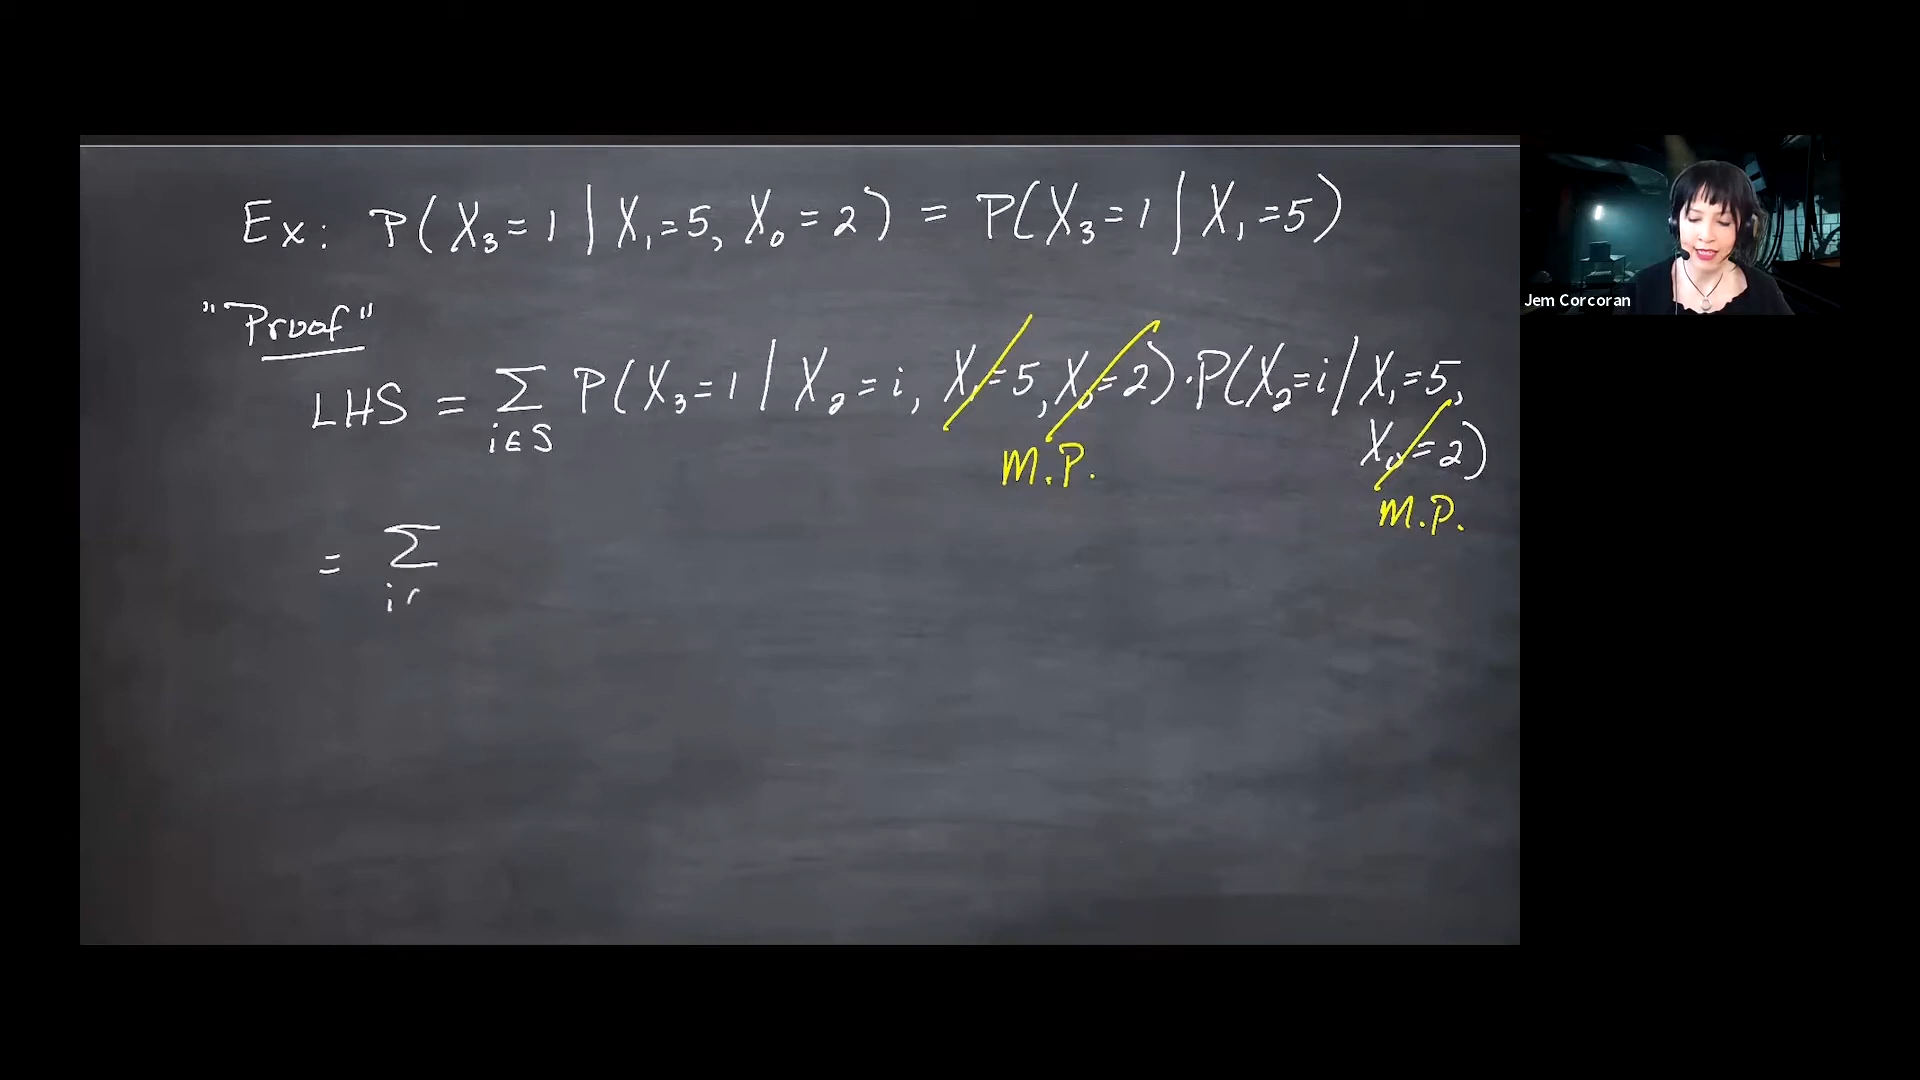 Ex: P(X₃=1 | X₁=5, X₀=2) = P(X₃=1 | X₁=5)
"Proof"
LHS = Σ P(X₃=1 | X₂=i, X₁=5, X₀=2)·P(X₂=i | X₁=5,
i∈S
X₀=2)
M.P.
M.P.
= Σ
i
Jem Corcoran